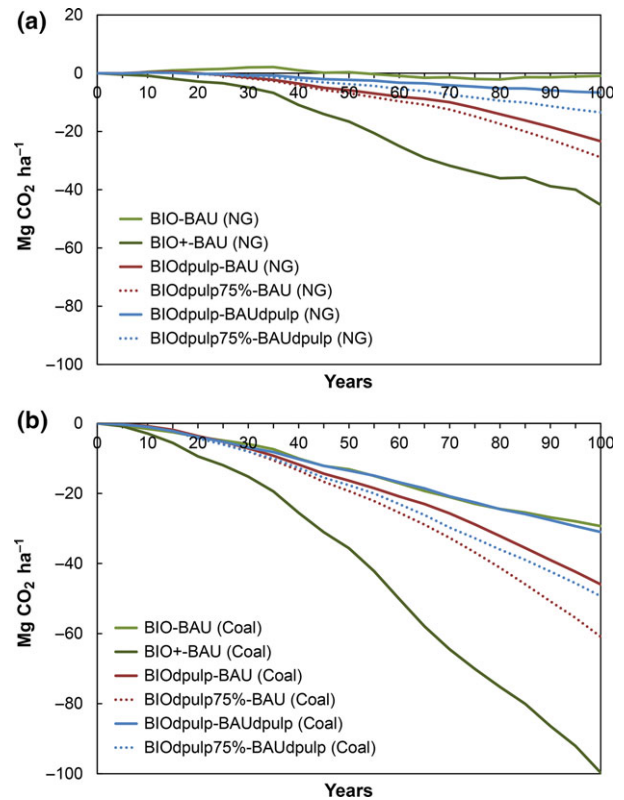 (a)
20
0
0 10 20 30 40 50 60 70 80 90 100
−20
−40
−60
−80
−100
Mg CO₂ ha⁻¹
BIO-BAU (NG)
BIO+-BAU (NG)
BIOdpulp-BAU (NG)
BIOdpulp75%-BAU (NG)
BIOdpulp-BAUdpulp (NG)
BIOdpulp75%-BAUdpulp (NG)
Years
(b)
0
0 10 20 30 40 50 60 70 80 90 100
−20
−40
−60
−80
−100
Mg CO₂ ha⁻¹
BIO-BAU (Coal)
BIO+-BAU (Coal)
BIOdpulp-BAU (Coal)
BIOdpulp75%-BAU (Coal)
BIOdpulp-BAUdpulp (Coal)
BIOdpulp75%-BAUdpulp (Coal)
Years